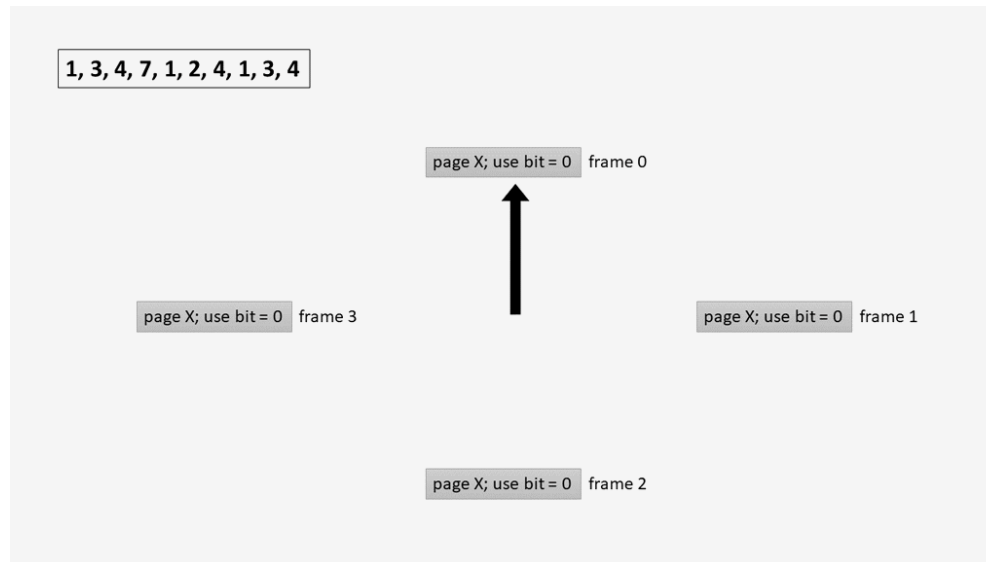 1, 3, 4, 7, 1, 2, 4, 1, 3, 4
page X; use bit = 0 frame 0
page X; use bit = 0 frame 3
page X; use bit = 0 frame 1
page X; use bit = 0 frame 2